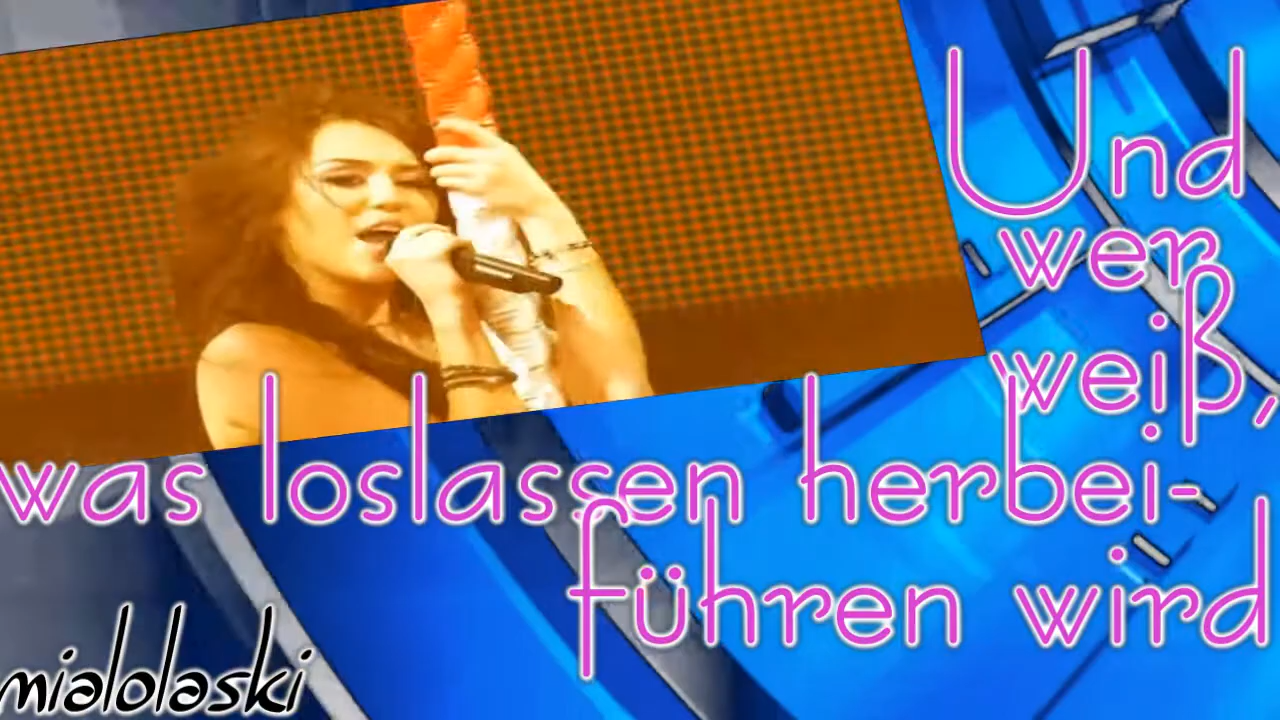 Und
wer
weiß,
was loslassen herbei-
führen wird
mialolaski